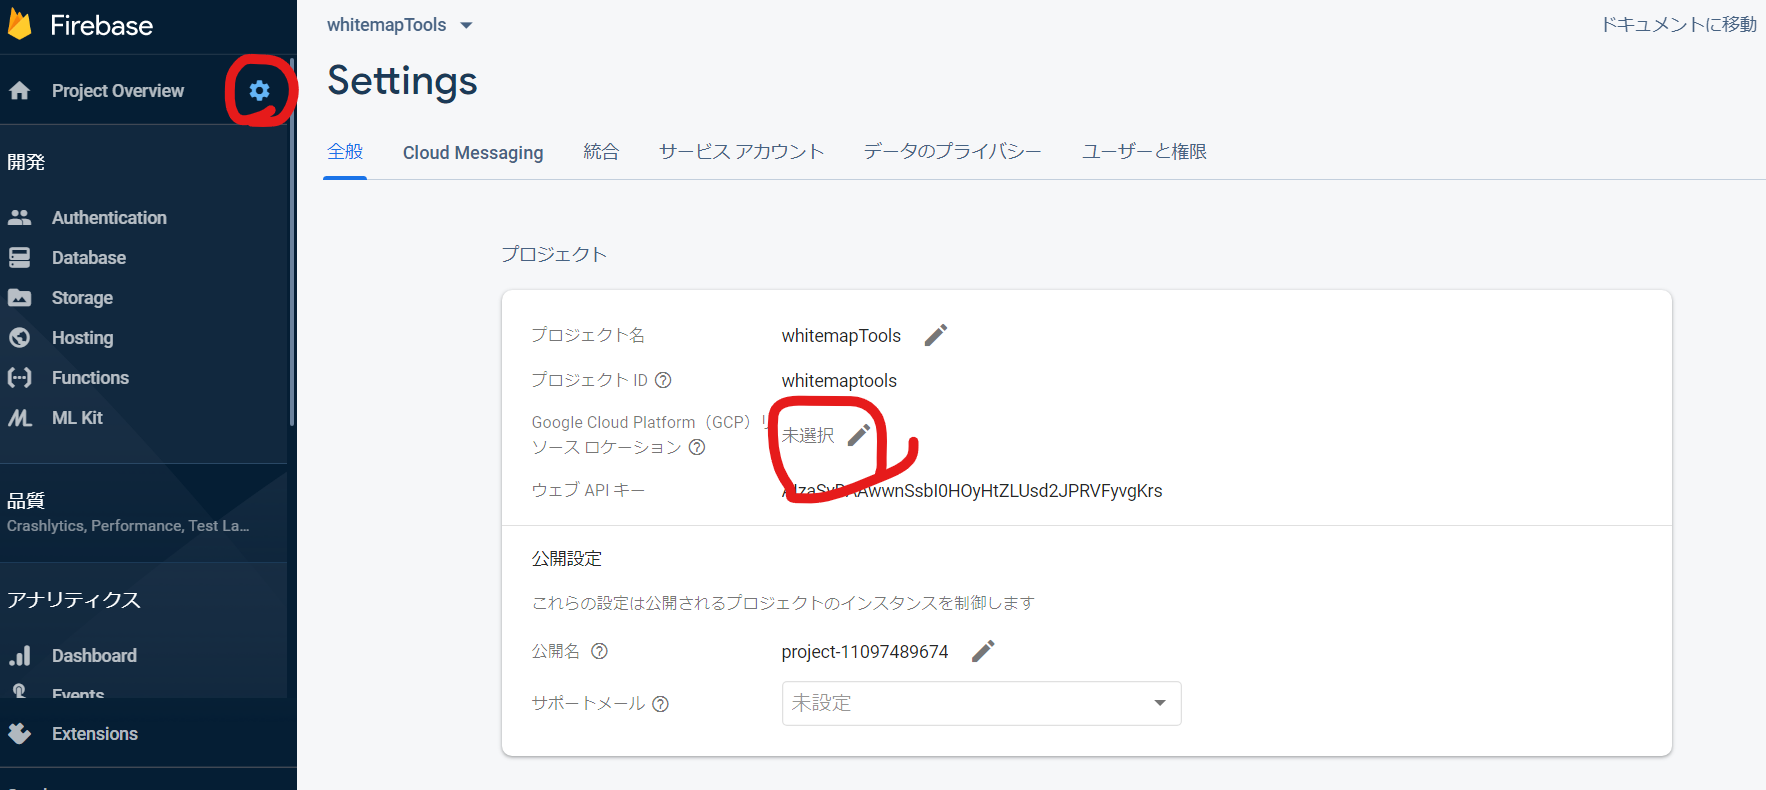 Firebase
whitemapTools
ドキュメントに移動
Project Overview
Settings
全般 Cloud Messaging 統合 サービス アカウント データのプライバシー ユーザーと権限
開発
Authentication
Database
Storage
Hosting
Functions
ML Kit
品質
Crashlytics, Performance, Test La...
アナリティクス
Dashboard
Events
Extensions
プロジェクト
プロジェクト名 whitemapTools
プロジェクト ID whitemaptools
Google Cloud Platform（GCP）リ
ソース ロケーション 未選択
ウェブ API キー
公開設定
これらの設定は公開されるプロジェクトのインスタンスを制御します
公開名 project-11097489674
サポートメール 未設定